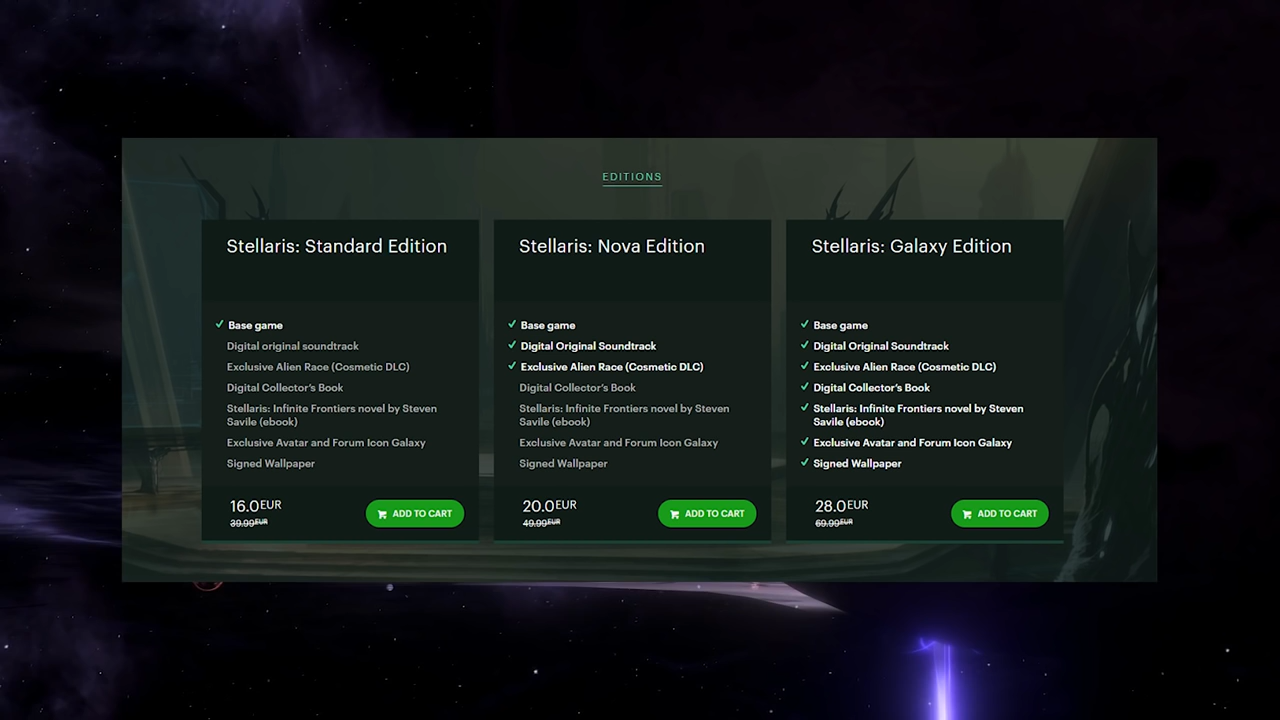 EDITIONS
Stellaris: Standard Edition
Base game
Digital original soundtrack
Exclusive Alien Race (Cosmetic DLC)
Digital Collector's Book
Stellaris: Infinite Frontiers novel by Steven
Savile (ebook)
Exclusive Avatar and Forum Icon Galaxy
Signed Wallpaper
16.0EUR
39.99EUR
ADD TO CART
Stellaris: Nova Edition
Base game
Digital Original Soundtrack
Exclusive Alien Race (Cosmetic DLC)
Digital Collector's Book
Stellaris: Infinite Frontiers novel by Steven
Savile (ebook)
Exclusive Avatar and Forum Icon Galaxy
Signed Wallpaper
20.0EUR
49.99EUR
ADD TO CART
Stellaris: Galaxy Edition
Base game
Digital Original Soundtrack
Exclusive Alien Race (Cosmetic DLC)
Digital Collector's Book
Stellaris: Infinite Frontiers novel by Steven
Savile (ebook)
Exclusive Avatar and Forum Icon Galaxy
Signed Wallpaper
28.0EUR
69.99EUR
ADD TO CART